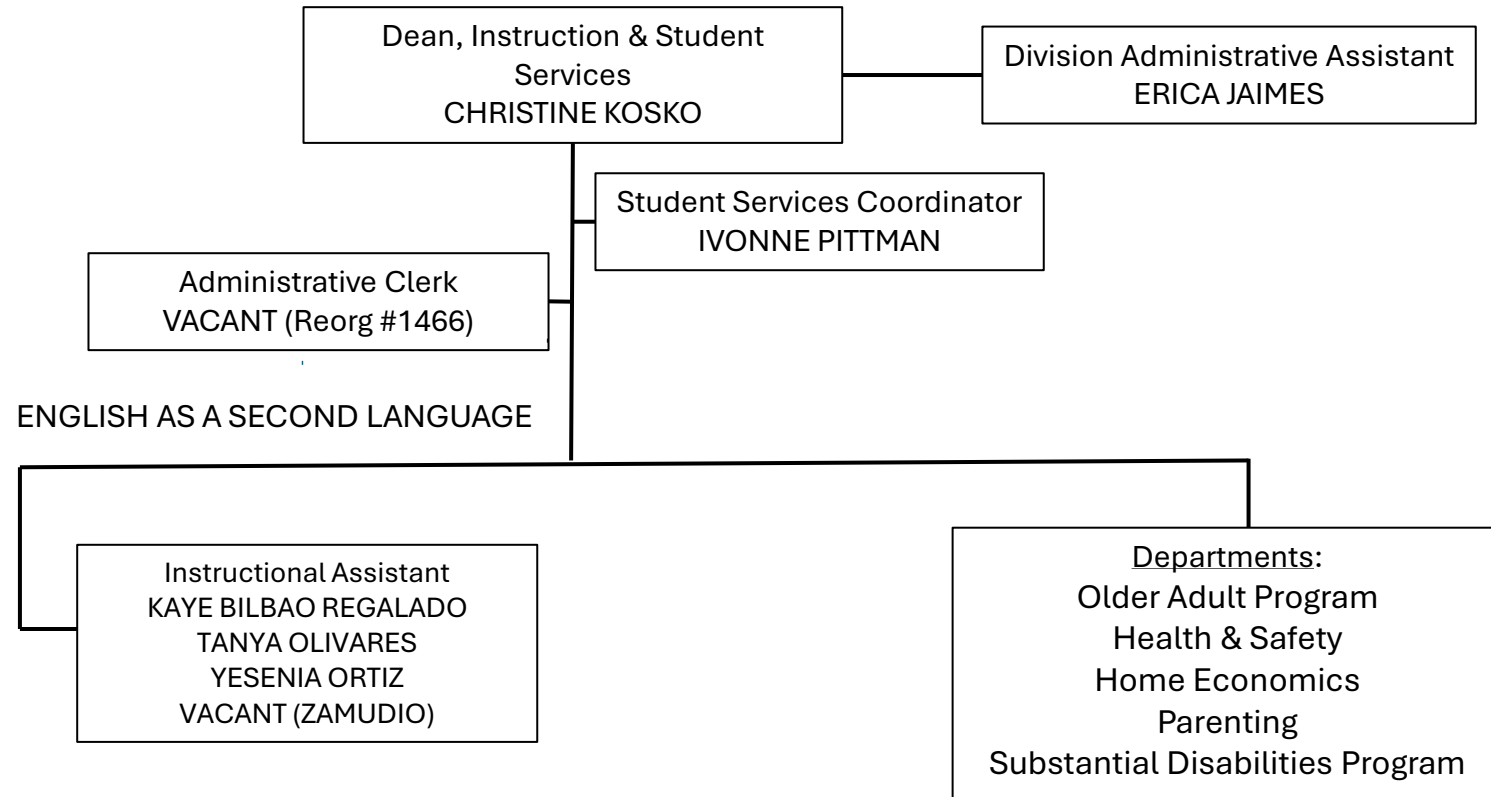 Dean, Instruction & Student
Services
CHRISTINE KOSKO
Division Administrative Assistant
ERICA JAIMES
Student Services Coordinator
IVONNE PITTMAN
Administrative Clerk
VACANT (Reorg #1466)
ENGLISH AS A SECOND LANGUAGE
Instructional Assistant
KAYE BILBAO REGALADO
TANYA OLIVARES
YESENIA ORTIZ
VACANT (ZAMUDIO)
Departments:
Older Adult Program
Health & Safety
Home Economics
Parenting
Substantial Disabilities Program